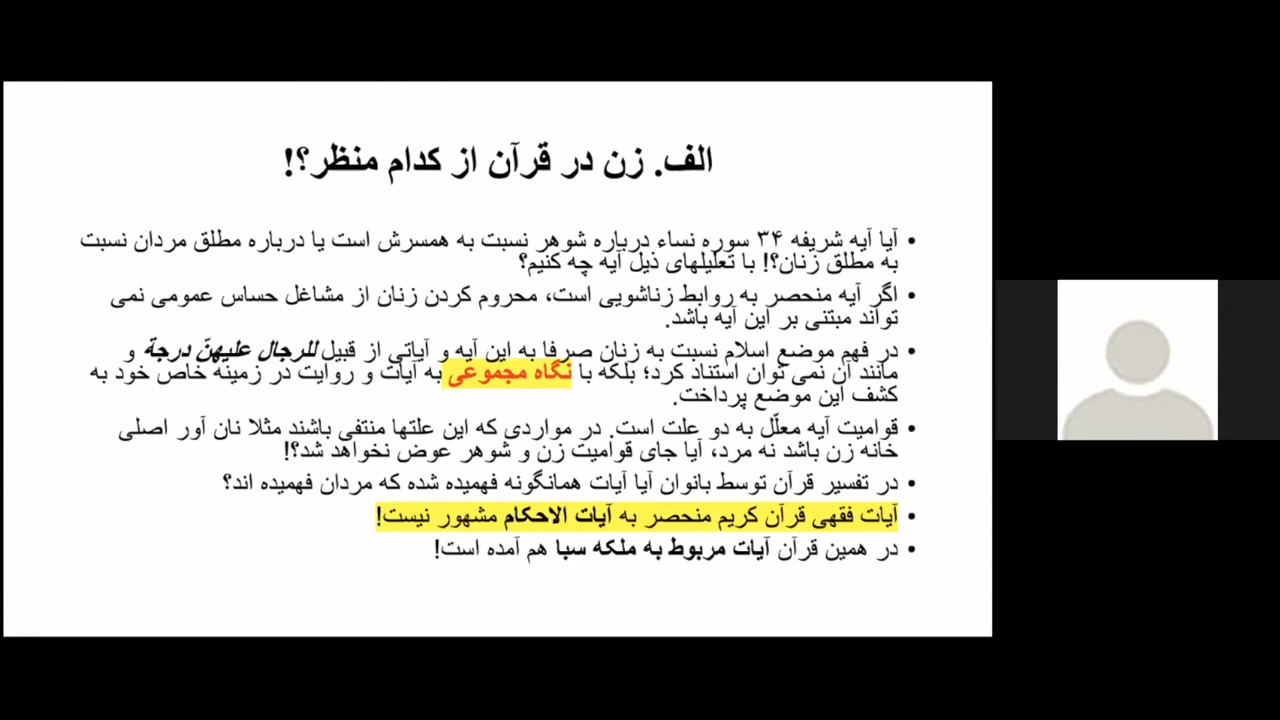 الف. زن در قرآن از کدام منظر؟!
• آیا آیه شریفه ۳۴ سوره نساء درباره شوهر نسبت به همسرش است یا درباره مطلق مردان نسبت
به مطلق زنان؟! با تعلیلهای ذیل آیه چه کنیم؟
• اگر آیه منحصر به روابط زناشویی است، محروم کردن زنان از مشاغل حساس عمومی نمی
تواند مبتنی بر این آیه باشد.
• در فهم موضع اسلام نسبت به زنان صرفا به این آیه و آیاتی از قبیل للرجال علیهنّ درجة و
مانند آن نمی توان استناد کرد؛ بلکه با نگاه مجموعی به آیات و روایت در زمینه خاص خود به
کشف این موضع پرداخت.
• قوامیت آیه معلّل به دو علت است. در مواردی که این علتها منتفی باشند مثلا نان آور اصلی
خانه زن باشد نه مرد، آیا جای قوامیت زن و شوهر عوض نخواهد شد؟!
• در تفسیر قرآن توسط بانوان آیا آیات همانگونه فهمیده شده که مردان فهمیده اند؟
• آیات فقهی قرآن کریم منحصر به آیات الاحکام مشهور نیست!
• در همین قرآن آیات مربوط به ملکه سبا هم آمده است!